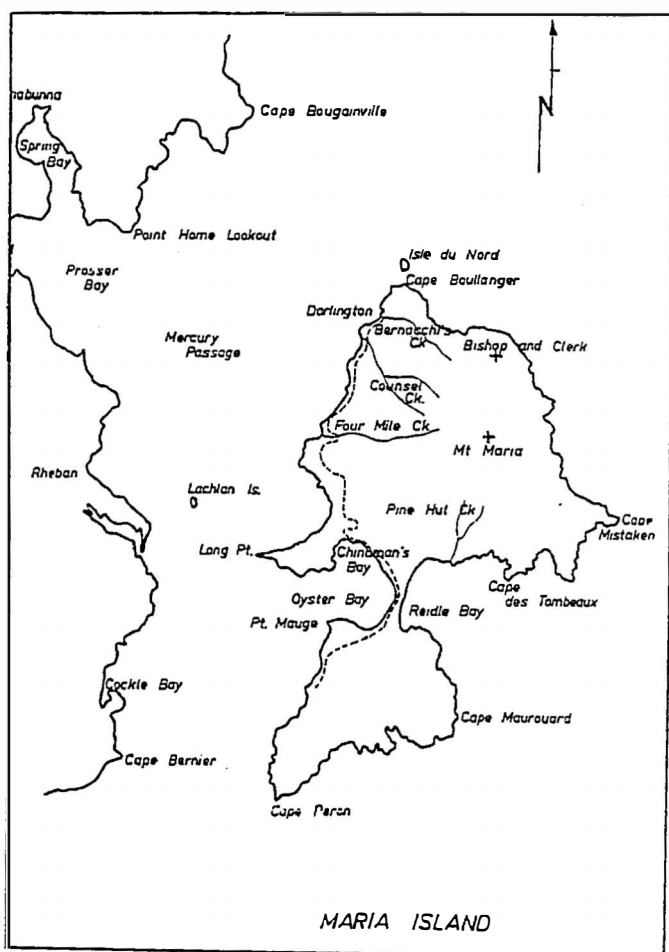 nabunna
Cape Bougainville
Spring
Bay
N
Point Home Lookout
Isle du Nord
Prosser
Bay
Cape Boullanger
Darlington
Bernacchi's
Ck
Mercury
Passage
Bishop and Clerk
Counsel
Ck.
Four Mile Ck.
Mt Maria
Rheban
Lachlan Is.
Pine Hut Ck
Cape
Mistaken
Long Pt.
Chinaman's
Bay
Cape
des Tombeaux
Oyster Bay
Reidle Bay
Pt. Mauge
Cockle Bay
Cape Maurouard
Cape Bernier
Cape Peron
MARIA ISLAND